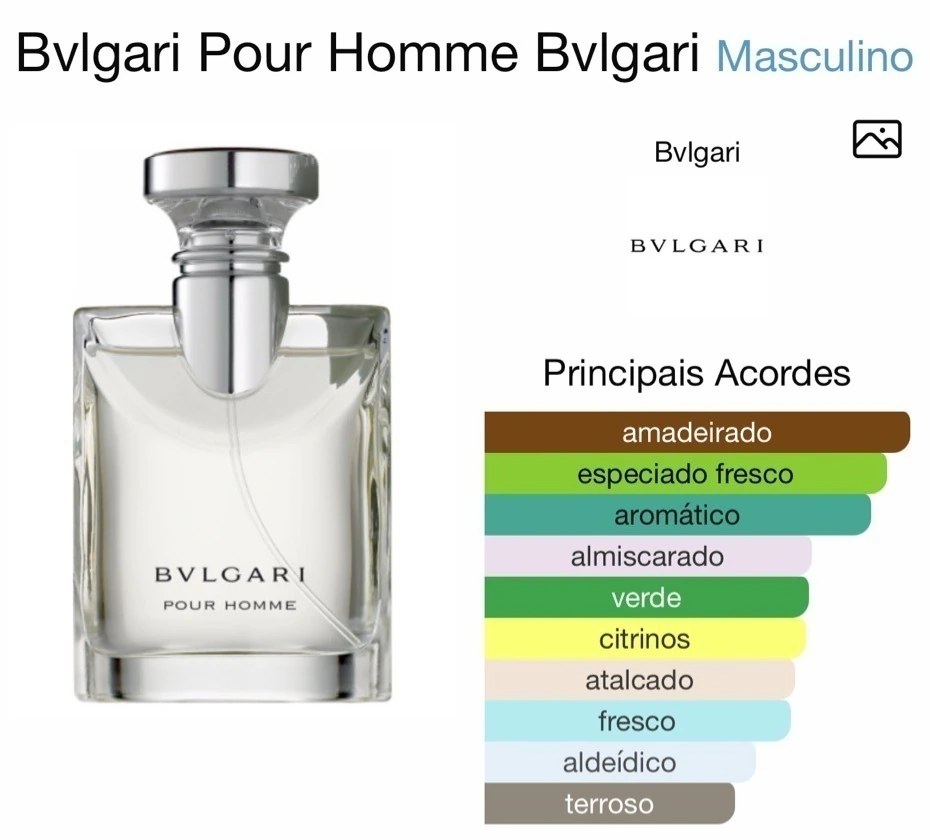 Bvlgari Pour Homme Bvlgari Masculino
Bvlgari
BVLGARI
Principais Acordes
amadeirado
especiado fresco
aromático
almiscarado
verde
citrinos
atalcado
fresco
aldeídico
terroso
BVLGARI
POUR HOMME